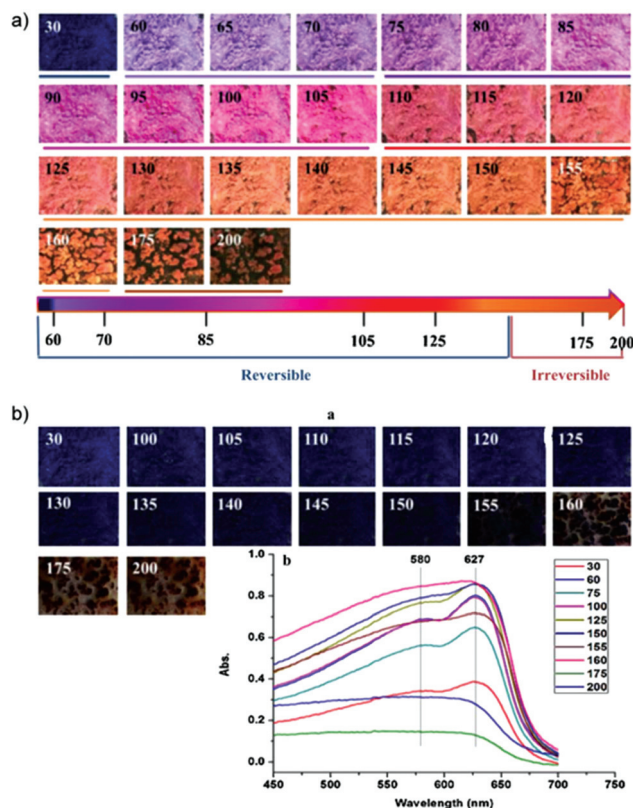 a)
30 60 65 70 75 80 85
90 95 100 105 110 115 120
125 130 135 140 145 150 155
160 175 200
60 70 85 105 125 175 200
Reversible Irreversible
b)
a
30 100 105 110 115 120 125
130 135 140 145 150 155 160
175 200
b
580 627
1.0
0.8
0.6
0.4
0.2
0.0
Abs.
30
60
75
100
125
150
155
160
175
200
450 500 550 600 650 700 750
Wavelength (nm)